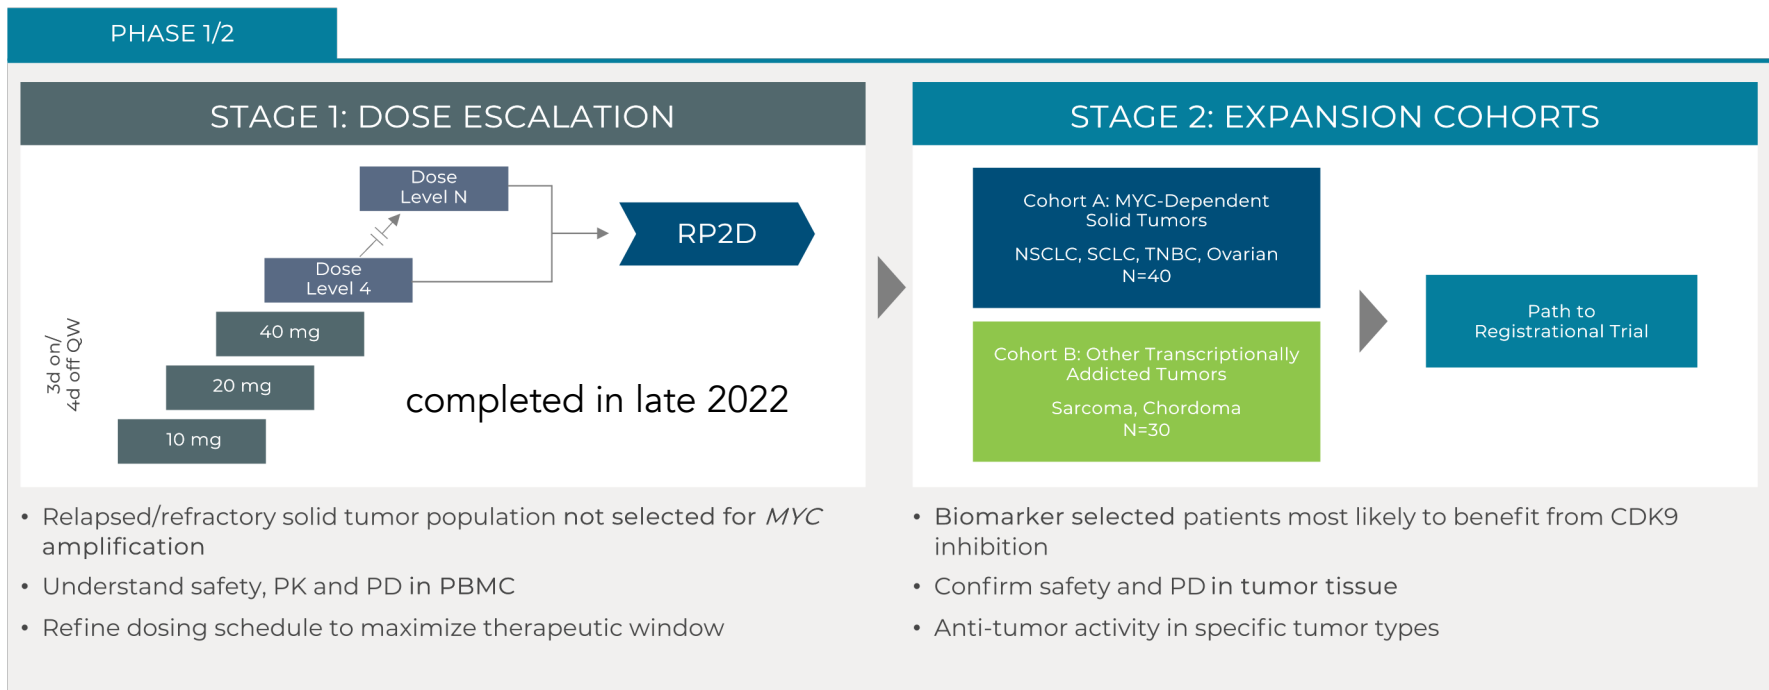 PHASE 1/2
STAGE 1: DOSE ESCALATION
Dose
Level N
RP2D
Dose
Level 4
40 mg
20 mg
10 mg
3d on/
4d off QW
completed in late 2022
• Relapsed/refractory solid tumor population not selected for MYC
amplification
• Understand safety, PK and PD in PBMC
• Refine dosing schedule to maximize therapeutic window
STAGE 2: EXPANSION COHORTS
Cohort A: MYC-Dependent
Solid Tumors
NSCLC, SCLC, TNBC, Ovarian
N=40
Cohort B: Other Transcriptionally
Addicted Tumors
Sarcoma, Chordoma
N=30
Path to
Registrational Trial
• Biomarker selected patients most likely to benefit from CDK9
inhibition
• Confirm safety and PD in tumor tissue
• Anti-tumor activity in specific tumor types